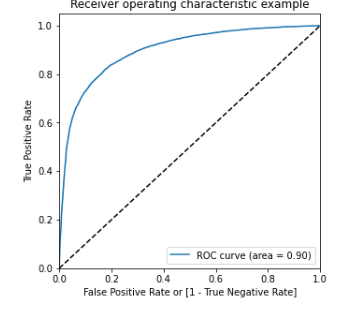 Receiver operating characteristic example
1.0
0.8
0.6
0.4
0.2
0.0
True Positive Rate
ROC curve (area = 0.90)
0.0 0.2 0.4 0.6 0.8 1.0
False Positive Rate or [1 - True Negative Rate]